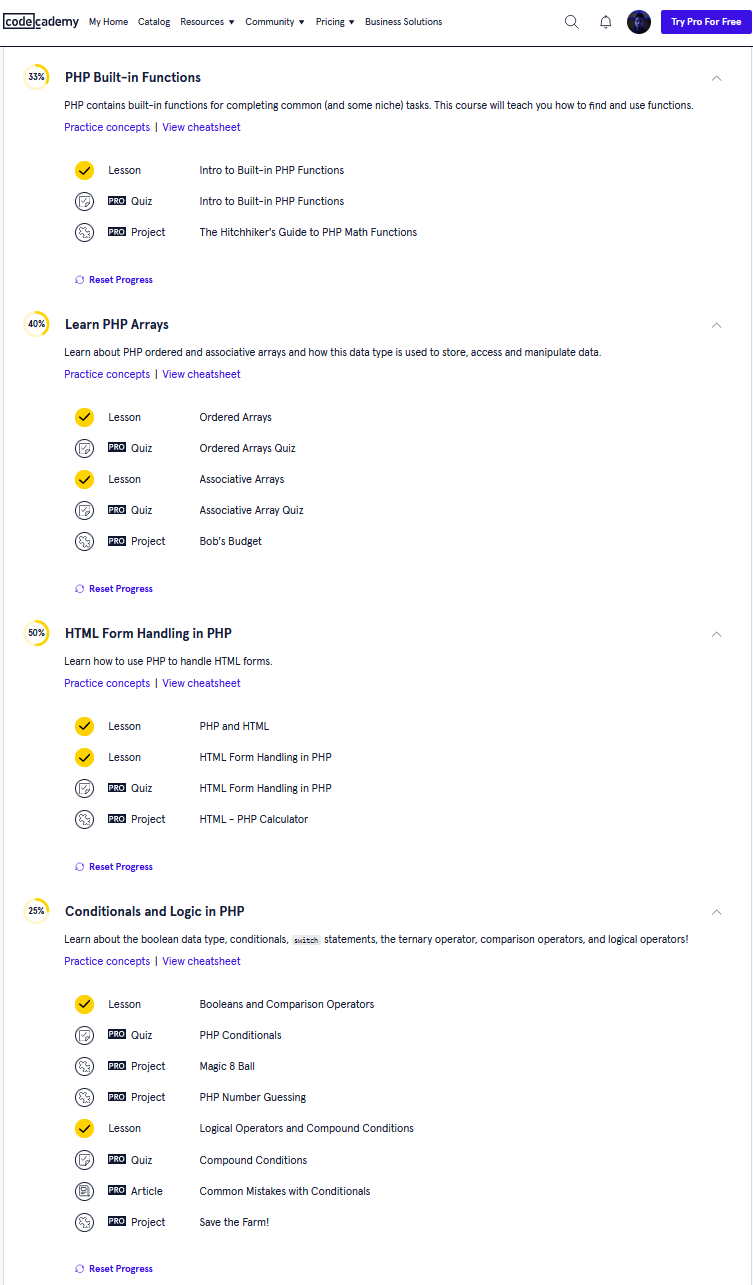 codecademy My Home Catalog Resources Community Pricing Business Solutions Try Pro For Free
33% PHP Built-in Functions
PHP contains built-in functions for completing common (and some niche) tasks. This course will teach you how to find and use functions.
Practice concepts | View cheatsheet
Lesson Intro to Built-in PHP Functions
PRO Quiz Intro to Built-in PHP Functions
PRO Project The Hitchhiker's Guide to PHP Math Functions
Reset Progress
40% Learn PHP Arrays
Learn about PHP ordered and associative arrays and how this data type is used to store, access and manipulate data.
Practice concepts | View cheatsheet
Lesson Ordered Arrays
PRO Quiz Ordered Arrays Quiz
Lesson Associative Arrays
PRO Quiz Associative Array Quiz
PRO Project Bob's Budget
Reset Progress
50% HTML Form Handling in PHP
Learn how to use PHP to handle HTML forms.
Practice concepts | View cheatsheet
Lesson PHP and HTML
Lesson HTML Form Handling in PHP
PRO Quiz HTML Form Handling in PHP
PRO Project HTML - PHP Calculator
Reset Progress
25% Conditionals and Logic in PHP
Learn about the boolean data type, conditionals, switch statements, the ternary operator, comparison operators, and logical operators!
Practice concepts | View cheatsheet
Lesson Booleans and Comparison Operators
PRO Quiz PHP Conditionals
PRO Project Magic 8 Ball
PRO Project PHP Number Guessing
Lesson Logical Operators and Compound Conditions
PRO Quiz Compound Conditions
PRO Article Common Mistakes with Conditionals
PRO Project Save the Farm!
Reset Progress